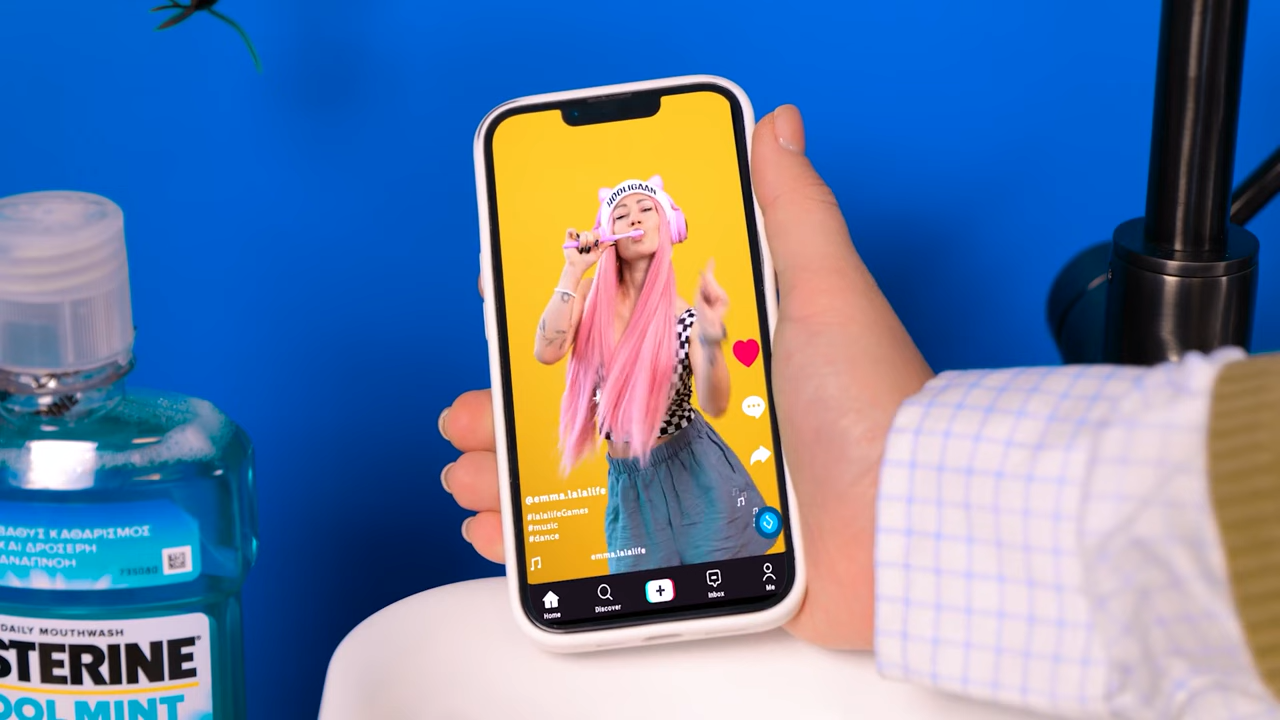 ΒΑΘΥΣ ΚΑΘΑΡΙΣΜΟΣ
ΚΑΙ ΔΡΟΣΕΡΗ
ΑΝΑΠΝΟΗ
735080
DAILY MOUTHWASH
STERINE
OOL MINT
HOOLIGAAN
@emma.lalalife
#lalalifeGames
#music
#dance
emma.lalalife
Home
Discover
Inbox
Me